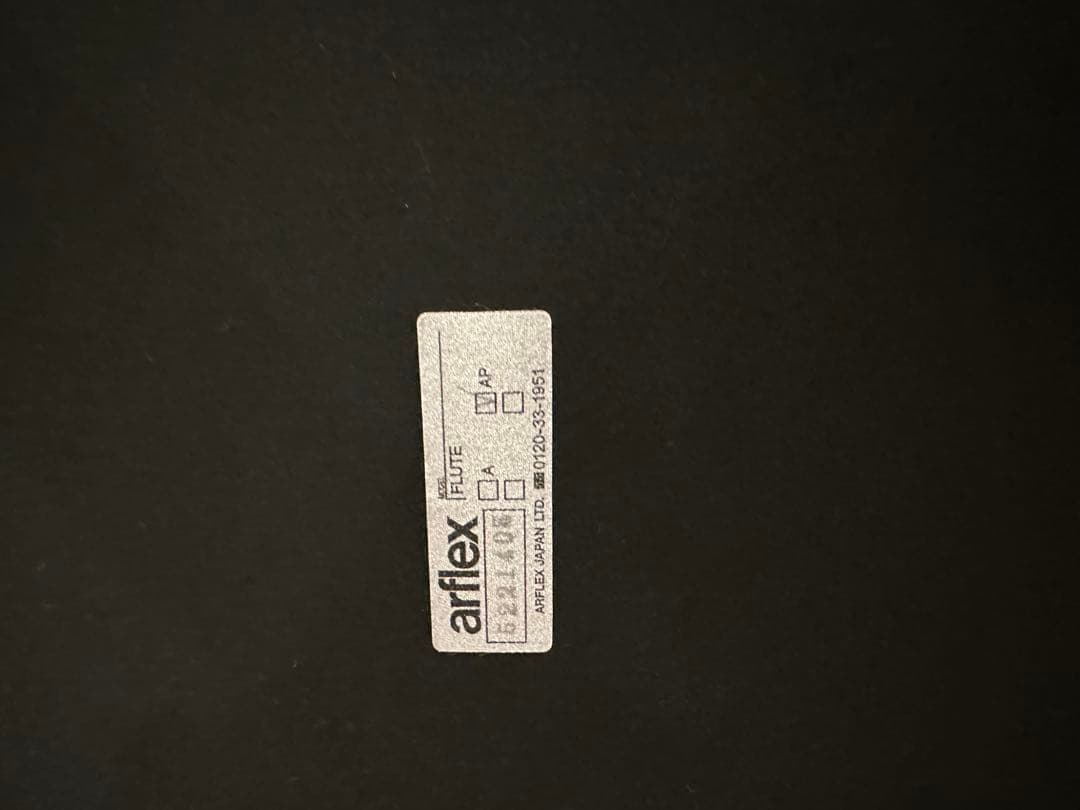 arflex
MODEL
FLUTE
A
AP
ARFLEX JAPAN LTD. 0120-33-1951